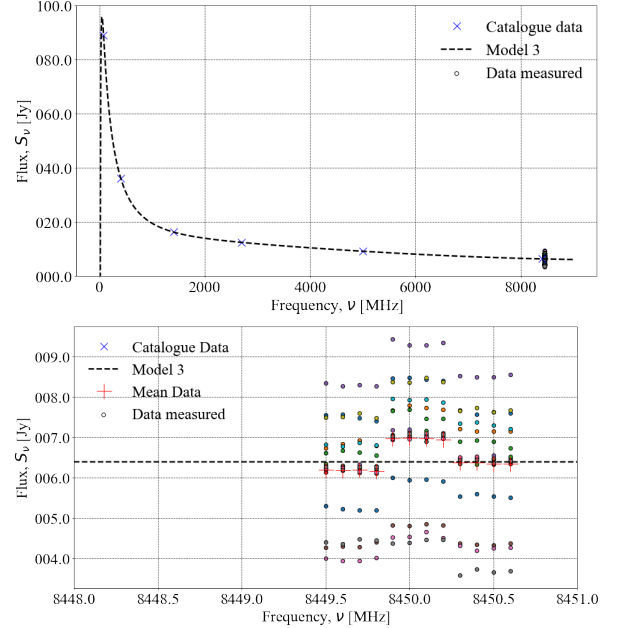 100.0
080.0
060.0
040.0
020.0
000.0
Flux, Sν [Jy]
Catalogue data
Model 3
Data measured
0 2000 4000 6000 8000
Frequency, ν [MHz]
009.0
008.0
007.0
006.0
005.0
004.0
Flux, Sν [Jy]
Catalogue Data
Model 3
Mean Data
Data measured
8448.0 8448.5 8449.0 8449.5 8450.0 8450.5 8451.0
Frequency, ν [MHz]